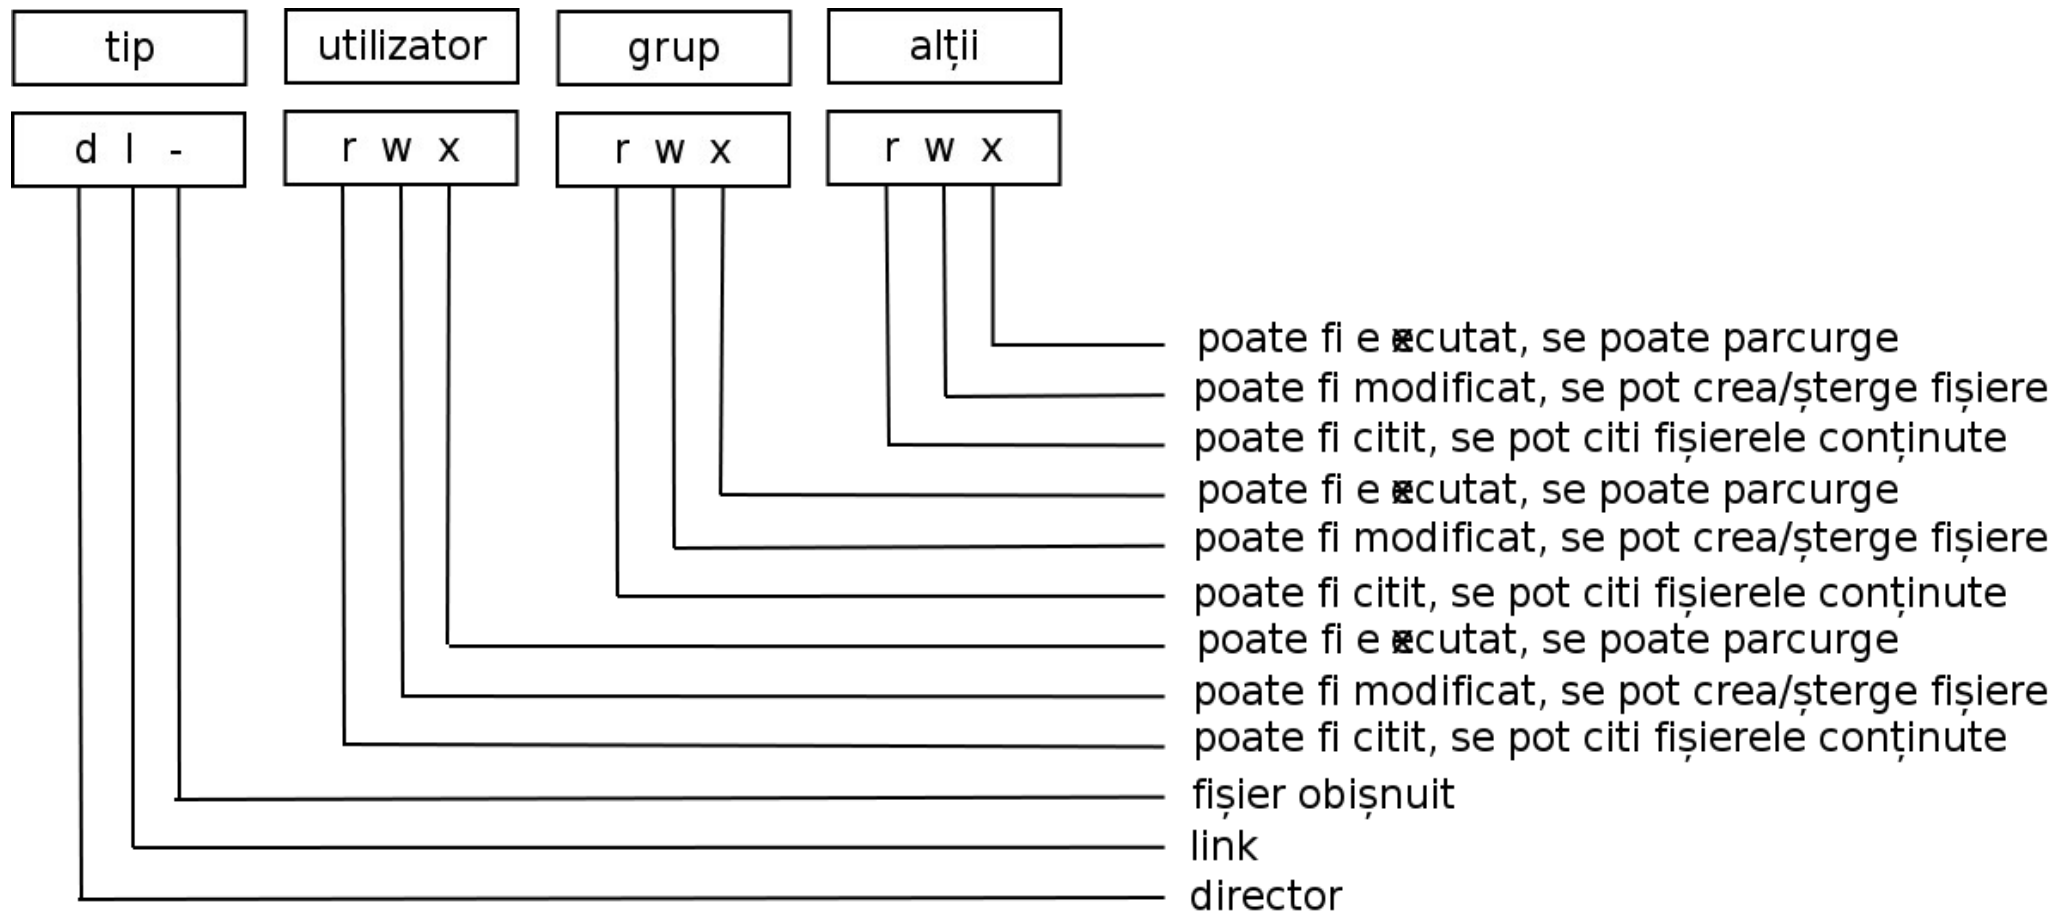 tip utilizator grup alții
d l - r w x r w x r w x
poate fi executat, se poate parcurge
poate fi modificat, se pot crea/șterge fișiere
poate fi citit, se pot citi fișierele conținute
poate fi executat, se poate parcurge
poate fi modificat, se pot crea/șterge fișiere
poate fi citit, se pot citi fișierele conținute
poate fi executat, se poate parcurge
poate fi modificat, se pot crea/șterge fișiere
poate fi citit, se pot citi fișierele conținute
fișier obișnuit
link
director